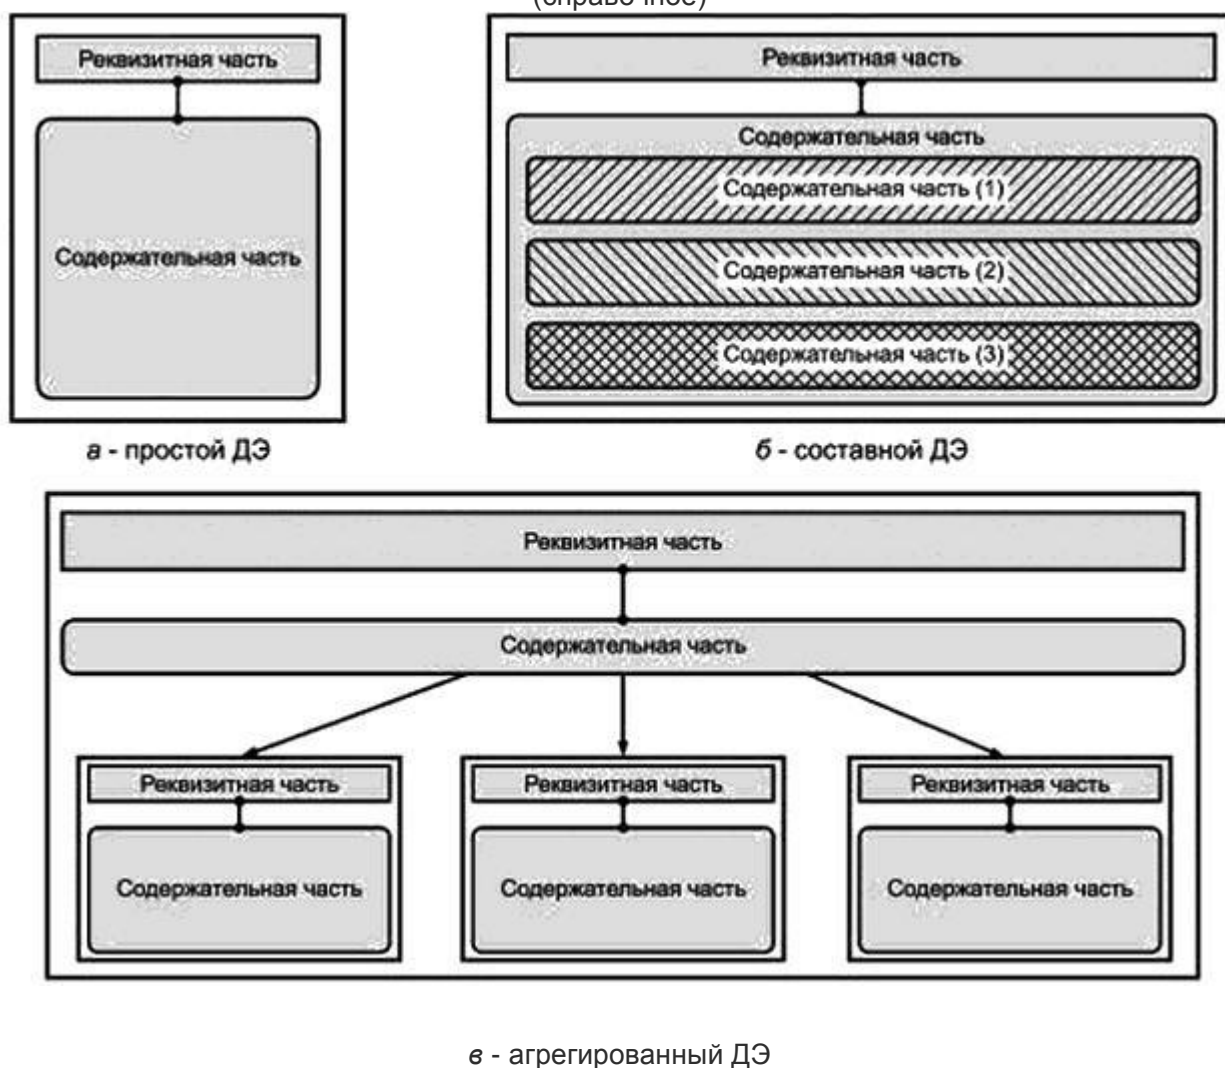 (справочное)
Реквизитная часть
Содержательная часть
а - простой ДЭ
Реквизитная часть
Содержательная часть
Содержательная часть (1)
Содержательная часть (2)
Содержательная часть (3)
б - составной ДЭ
Реквизитная часть
Содержательная часть
Реквизитная часть
Содержательная часть
Реквизитная часть
Содержательная часть
Реквизитная часть
Содержательная часть
в - агрегированный ДЭ